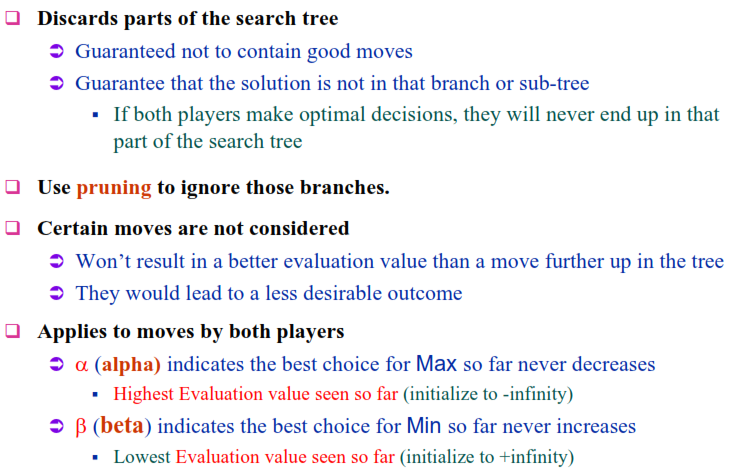 ❑ Discards parts of the search tree
➲ Guaranteed not to contain good moves
➲ Guarantee that the solution is not in that branch or sub-tree
▪ If both players make optimal decisions, they will never end up in that
part of the search tree
❑ Use pruning to ignore those branches.
❑ Certain moves are not considered
➲ Won’t result in a better evaluation value than a move further up in the tree
➲ They would lead to a less desirable outcome
❑ Applies to moves by both players
➲ α (alpha) indicates the best choice for Max so far never decreases
▪ Highest Evaluation value seen so far (initialize to -infinity)
➲ β (beta) indicates the best choice for Min so far never increases
▪ Lowest Evaluation value seen so far (initialize to +infinity)